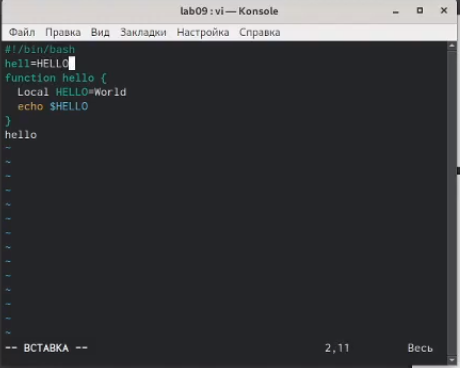 lab09 : vi — Konsole
Файл Правка Вид Закладки Настройка Справка
#!/bin/bash
hell=HELLO
function hello {
  Local HELLO=World
  echo $HELLO
}
hello
~
~
~
~
~
~
~
~
~
~
~
~
~
~
-- ВСТАВКА -- 2,11 Весь